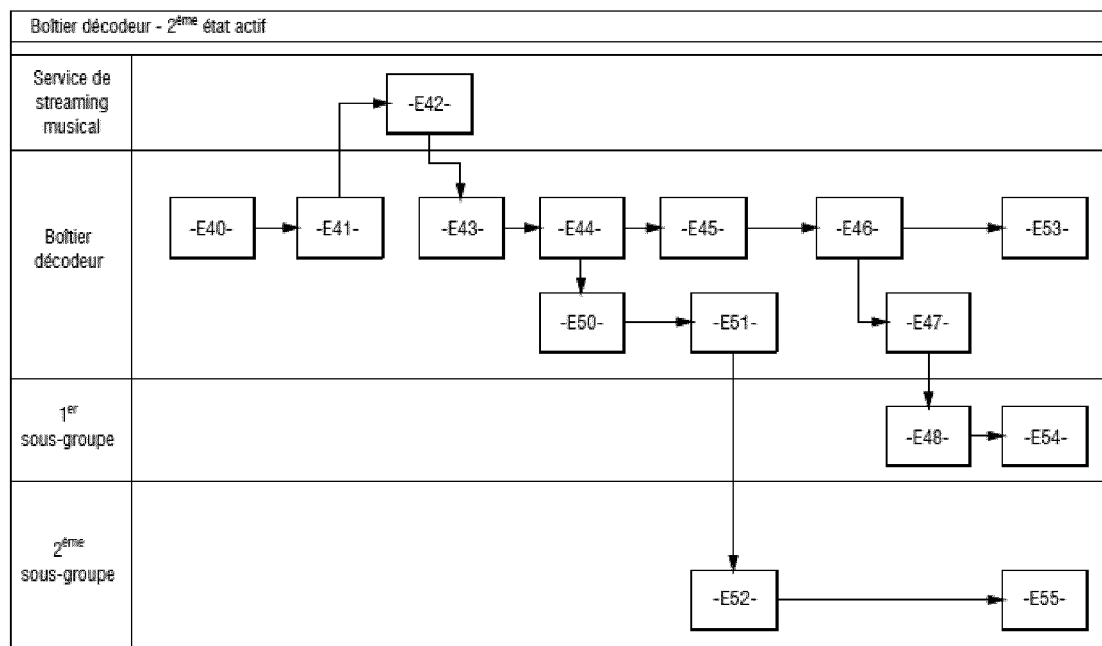 Boîtier décodeur - 2ème état actif
Service de
streaming
musical
-E42-
Boîtier
décodeur
-E40-
-E41-
-E43-
-E44-
-E45-
-E46-
-E53-
-E50-
-E51-
-E47-
1er
sous-groupe
-E48-
-E54-
2ème
sous-groupe
-E52-
-E55-